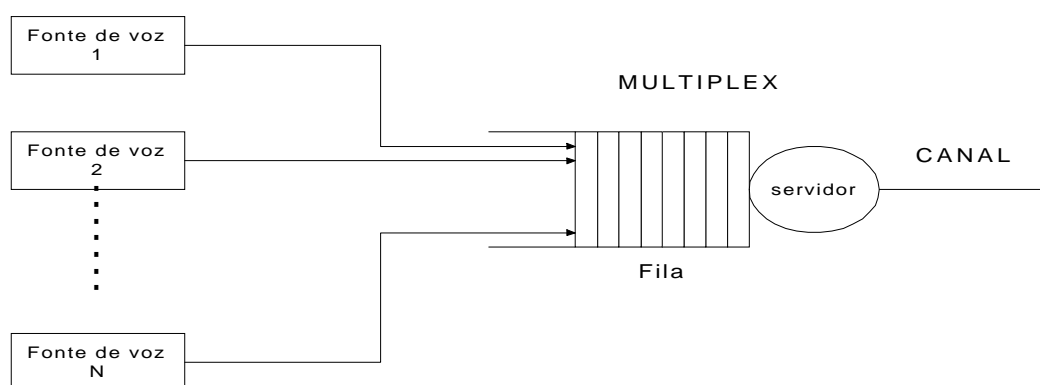 Fonte de voz
1
MULTIPLEX
Fonte de voz
2
CANAL
servidor
Fila
Fonte de voz
N